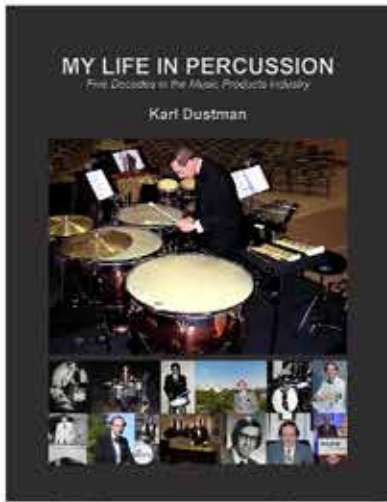 MY LIFE IN PERCUSSION
Five Decades in the Music Products Industry
Karl Dustman